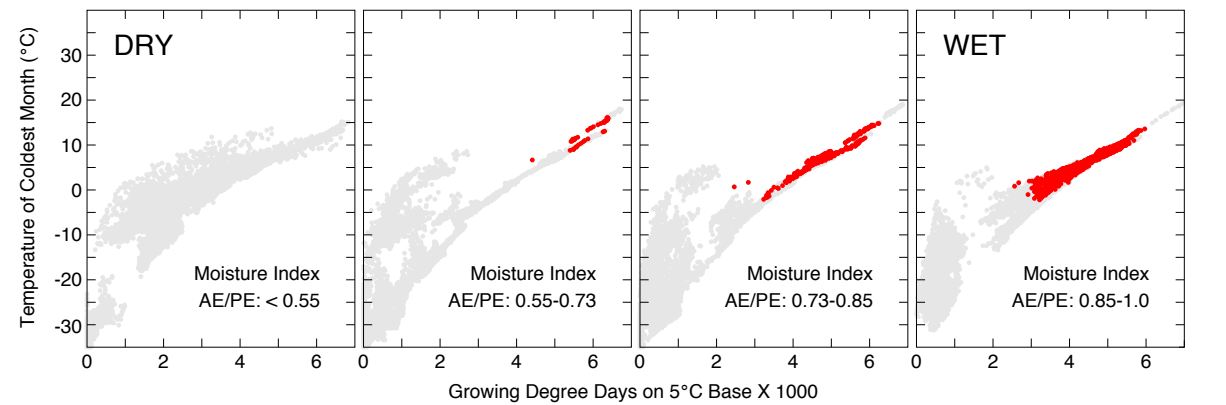 Temperature of Coldest Month (°C)
30
20
10
0
-10
-20
-30
DRY
WET
Moisture Index
AE/PE: < 0.55
Moisture Index
AE/PE: 0.55-0.73
Moisture Index
AE/PE: 0.73-0.85
Moisture Index
AE/PE: 0.85-1.0
0 2 4 6 0 2 4 6 0 2 4 6 0 2 4 6
Growing Degree Days on 5°C Base X 1000